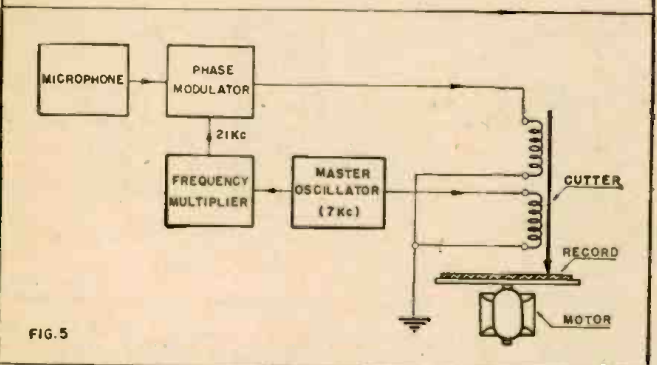 MICROPHONE
PHASE
MODULATOR
21Kc
FREQUENCY
MULTIPLIER
MASTER
OSCILLATOR
(7Kc)
CUTTER
RECORD
MOTOR
FIG.5